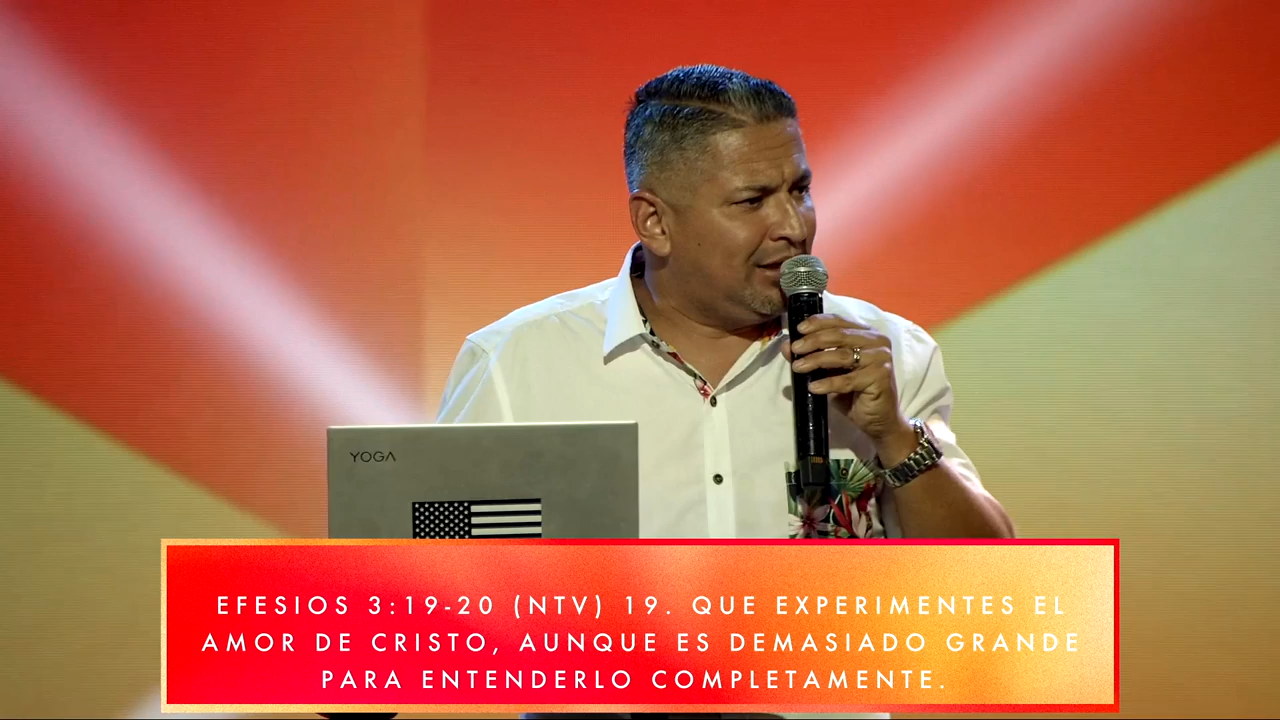 YOGA
EFESIOS 3:19-20 (NTV) 19. QUE EXPERIMENTES EL
AMOR DE CRISTO, AUNQUE ES DEMASIADO GRANDE
PARA ENTENDERLO COMPLETAMENTE.